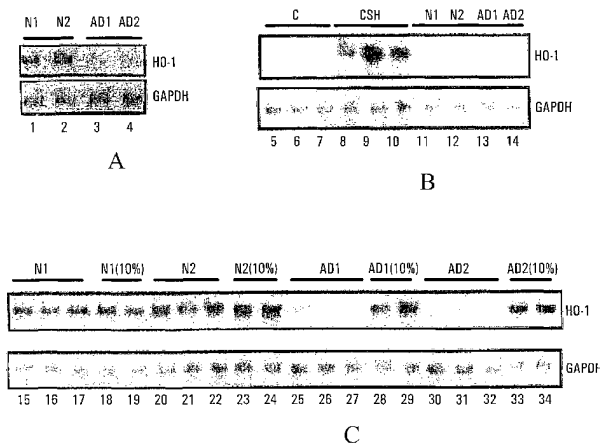 N1 N2 AD1 AD2
HO-1
GAPDH
1 2 3 4
A
C CSH N1 N2 AD1 AD2
HO-1
GAPDH
5 6 7 8 9 10 11 12 13 14
B
N1 N1(10%) N2 N2(10%) AD1 AD1(10%) AD2 AD2(10%)
HO-1
GAPDH
15 16 17 18 19 20 21 22 23 24 25 26 27 28 29 30 31 32 33 34
C